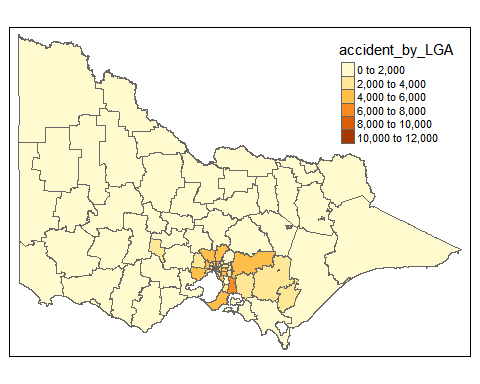 accident_by_LGA
0 to 2,000
2,000 to 4,000
4,000 to 6,000
6,000 to 8,000
8,000 to 10,000
10,000 to 12,000